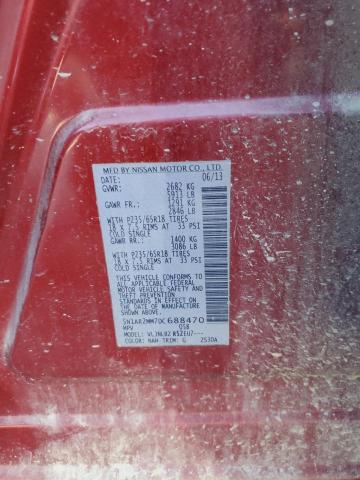 MFD BY NISSAN MOTOR CO., LTD.
DATE: 06/13
GVWR: 2682 KG
5913 LB
GAWR FR.: 1291 KG
2846 LB
WITH P235/65R18 TIRES
18 X 7.5 RIMS AT 33 PSI
COLD SINGLE
GAWR RR.: 1400 KG
3086 LB
WITH P235/65R18 TIRES
18 X 7.5 RIMS AT 33 PSI
COLD SINGLE
THIS VEHICLE CONFORMS TO
ALL APPLICABLE FEDERAL
MOTOR VEHICLE SAFETY
AND THEFT PREVENTION
STANDARDS IN EFFECT
ON THE DATE OF
MANUFACTURE SHOWN ABOVE.
5N1AR2MM7DC688470
MPV 058
MODEL: RSZEU7---
COLOR: NAH TRIM: G 2530A